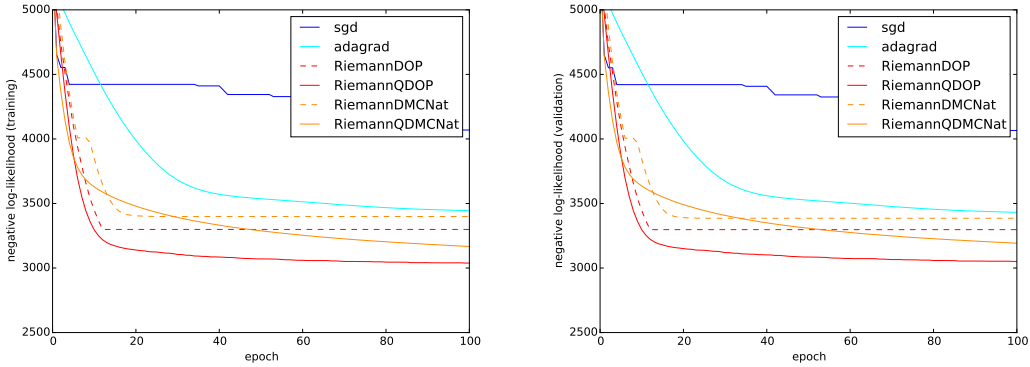 5000
4500
4000
3500
3000
2500
0
20
40
60
80
100
epoch
negative log-likelihood (training)
sgd
adagrad
RiemannDOP
RiemannQDOP
RiemannDMCNat
RiemannQDMCNat
5000
4500
4000
3500
3000
2500
0
20
40
60
80
100
epoch
negative log-likelihood (validation)
sgd
adagrad
RiemannDOP
RiemannQDOP
RiemannDMCNat
RiemannQDMCNat